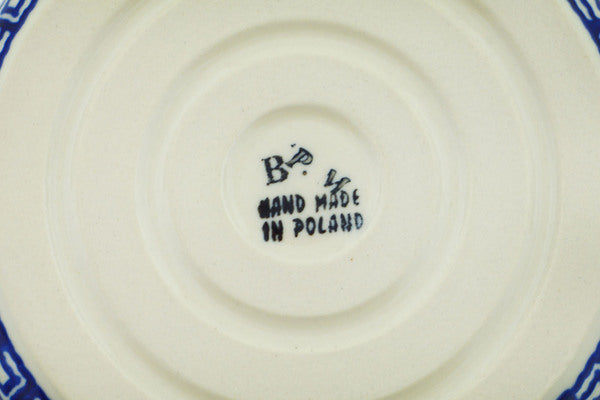 B.P. W
HAND MADE
IN POLAND